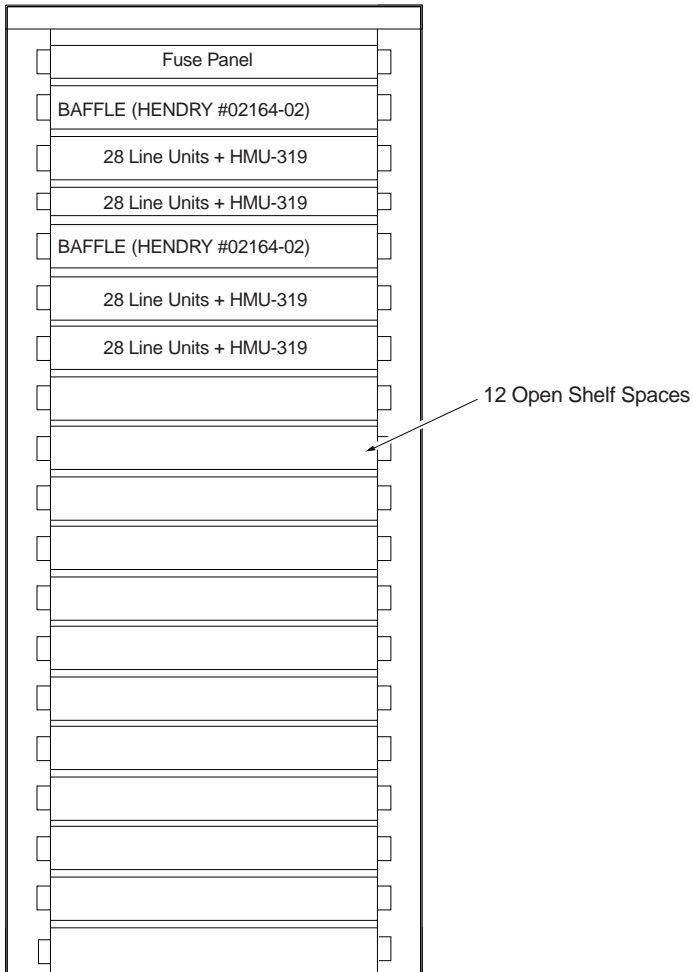 Fuse Panel
BAFFLE (HENDRY #02164-02)
28 Line Units + HMU-319
28 Line Units + HMU-319
BAFFLE (HENDRY #02164-02)
28 Line Units + HMU-319
28 Line Units + HMU-319
12 Open Shelf Spaces